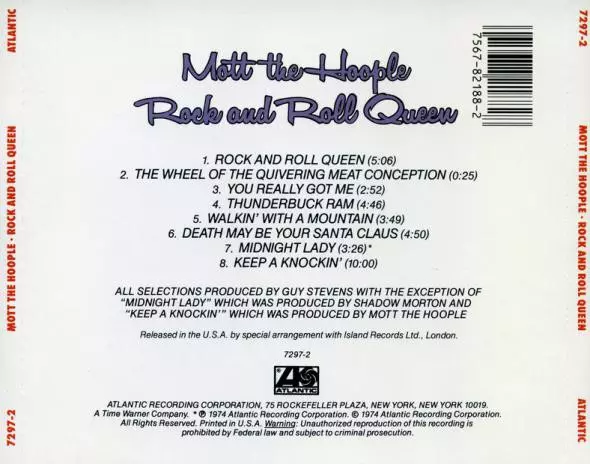 ATLANTIC
7297-2
7567-82188-2
Mott the Hoople
Rock and Roll Queen
1. ROCK AND ROLL QUEEN (5:06)
2. THE WHEEL OF THE QUIVERING MEAT CONCEPTION (0:25)
3. YOU REALLY GOT ME (2:52)
4. THUNDERBUCK RAM (4:46)
5. WALKIN' WITH A MOUNTAIN (3:49)
6. DEATH MAY BE YOUR SANTA CLAUS (4:50)
7. MIDNIGHT LADY (3:26)*
8. KEEP A KNOCKIN' (10:00)
ALL SELECTIONS PRODUCED BY GUY STEVENS WITH THE EXCEPTION OF
"MIDNIGHT LADY" WHICH WAS PRODUCED BY SHADOW MORTON AND
"KEEP A KNOCKIN'" WHICH WAS PRODUCED BY MOTT THE HOOPLE
Released in the U.S.A. by special arrangement with Island Records Ltd., London.
7297-2
ATLANTIC
ATLANTIC RECORDING CORPORATION, 75 ROCKEFELLER PLAZA, NEW YORK, NEW YORK 10019.
A Time Warner Company. * ℗ 1974 Atlantic Recording Corporation. © 1974 Atlantic Recording Corporation.
All Rights Reserved. Printed in U.S.A. Warning: Unauthorized reproduction of this recording is
prohibited by Federal law and subject to criminal prosecution.
MOTT THE HOOPLE · ROCK AND ROLL QUEEN
7297-2
MOTT THE HOOPLE · ROCK AND ROLL QUEEN
ATLANTIC